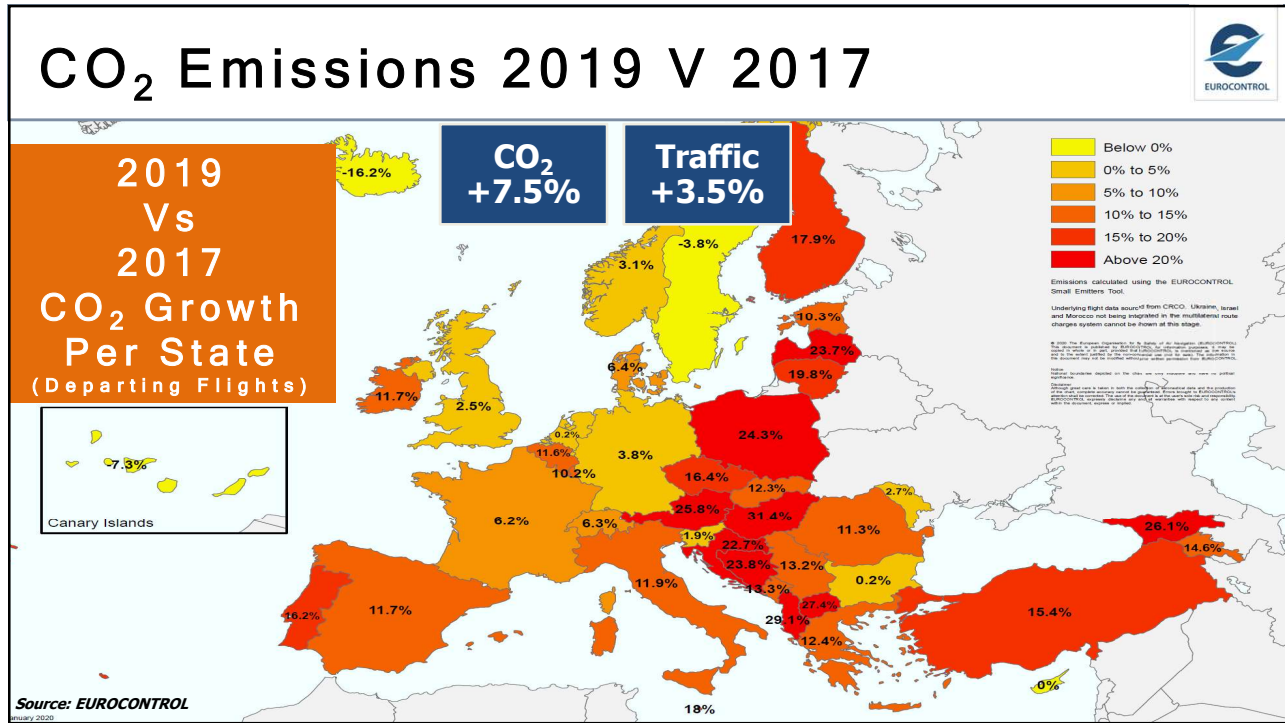 CO₂ Emissions 2019 V 2017
EUROCONTROL
2019
Vs
2017
CO₂ Growth
Per State
(Departing Flights)
CO₂
+7.5%
Traffic
+3.5%
Below 0%
0% to 5%
5% to 10%
10% to 15%
15% to 20%
Above 20%
Emissions calculated using the EUROCONTROL
Small Emitters Tool.
Underlying flight data sourced from CRCO. Ukraine, Israel
and Morocco not being integrated in the multilateral route
charges system cannot be shown at this stage.
-16.2%
-3.8%
17.9%
3.1%
10.3%
23.7%
19.8%
6.4%
11.7%
2.5%
0.2%
11.6%
10.2%
3.8%
24.3%
16.4%
12.3%
2.7%
25.8%
31.4%
11.3%
6.2%
6.3%
1.9%
22.7%
23.8%
13.2%
0.2%
13.3%
27.4%
29.1%
12.4%
11.9%
11.7%
16.2%
18%
26.1%
14.6%
15.4%
0%
-7.3%
Canary Islands
Source: EUROCONTROL
anuary 2020